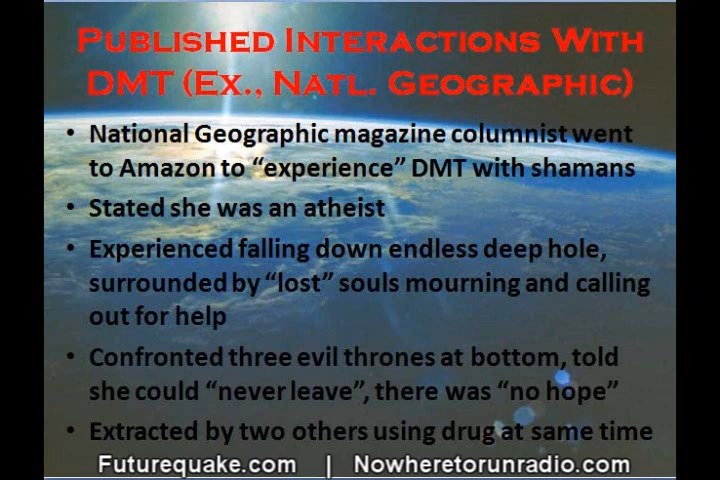 PUBLISHED INTERACTIONS WITH
DMT (EX., NATL. GEOGRAPHIC)
• National Geographic magazine columnist went
to Amazon to “experience” DMT with shamans
• Stated she was an atheist
• Experienced falling down endless deep hole,
surrounded by “lost” souls mourning and calling
out for help
• Confronted three evil thrones at bottom, told
she could “never leave”, there was “no hope”
• Extracted by two others using drug at same time
Futurequake.com | Nowheretorunradio.com